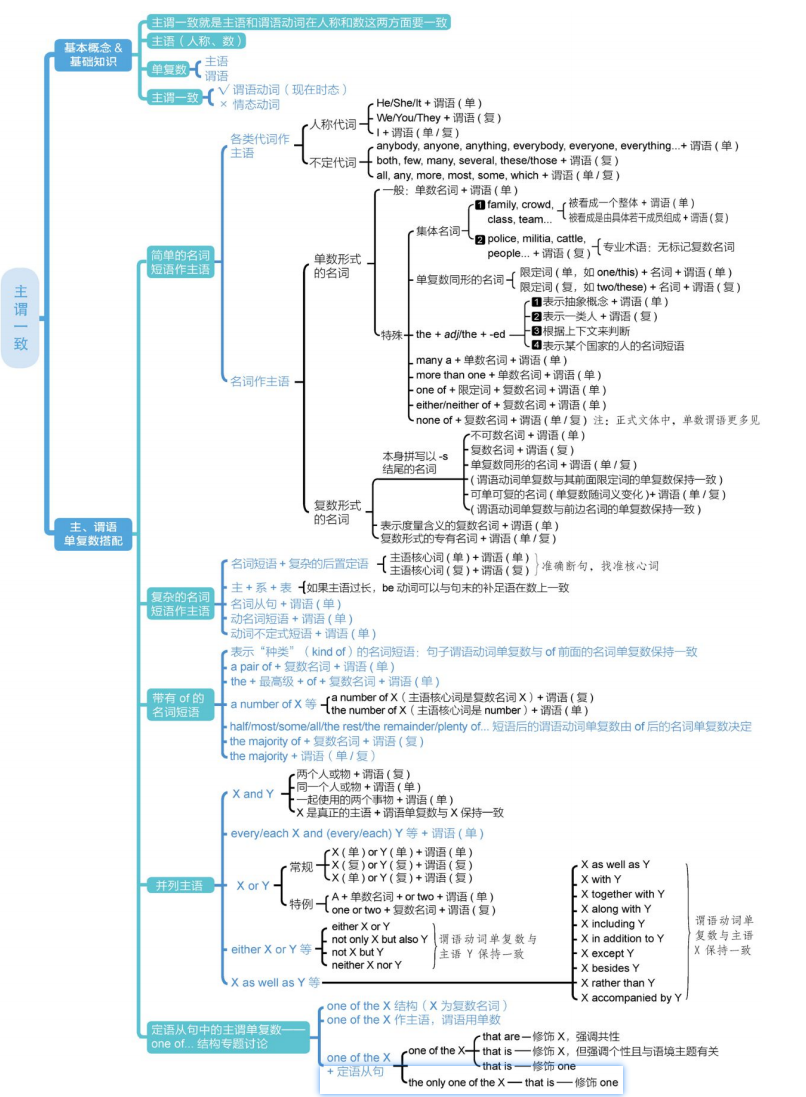 主谓一致
基本概念 &
基础知识
主谓一致就是主语和谓语动词在人称和数这两方面要一致
主语（人称、数）
单复数
主语
谓语
主谓一致
√ 谓语动词（现在时态）
× 情态动词
主、谓语
单复数搭配
简单的名词
短语作主语
各类代词作
主语
人称代词
He/She/It + 谓语 ( 单 )
We/You/They + 谓语 ( 复 )
I + 谓语 ( 单 / 复 )
不定代词
anybody, anyone, anything, everybody, everyone, everything...+ 谓语 ( 单 )
both, few, many, several, these/those + 谓语 ( 复 )
all, any, more, most, some, which + 谓语 ( 单 / 复 )
名词作主语
单数形式
的名词
一般：单数名词 + 谓语 ( 单 )
特殊
集体名词
1 family, crowd,
class, team...
被看成一个整体 + 谓语 ( 单 )
被看成是由具体若干成员组成 + 谓语 ( 复 )
2 police, militia, cattle,
people... + 谓语 ( 复 )
专业术语：无标记复数名词
单复数同形的名词
限定词 ( 单，如 one/this) + 名词 + 谓语 ( 单 )
限定词 ( 复，如 two/these) + 名词 + 谓语 ( 复 )
the + adj/the + -ed
1 表示抽象概念 + 谓语 ( 单 )
2 表示一类人 + 谓语 ( 复 )
3 根据上下文来判断
4 表示某个国家的人的名词短语
many a + 单数名词 + 谓语 ( 单 )
more than one + 单数名词 + 谓语 ( 单 )
one of + 限定词 + 复数名词 + 谓语 ( 单 )
either/neither of + 复数名词 + 谓语 ( 单 )
none of + 复数名词 + 谓语 ( 单 / 复 ) 注：正式文体中，单数谓语更多见
复数形式
的名词
本身拼写以 -s
结尾的名词
不可数名词 + 谓语 ( 单 )
复数名词 + 谓语 ( 复 )
单复数同形的名词 + 谓语 ( 单 / 复 )
( 谓语动词单复数与其前面限定词的单复数保持一致 )
可单可复的名词 ( 单复数随词义变化 )+ 谓语 ( 单 / 复 )
( 谓语动词单复数与前边名词的单复数保持一致 )
表示度量含义的复数名词 + 谓语 ( 单 )
复数形式的专有名词 + 谓语 ( 单 / 复 )
复杂的名词
短语作主语
名词短语 + 复杂的后置定语
主语核心词 ( 单 ) + 谓语 ( 单 )
主语核心词 ( 复 ) + 谓语 ( 复 )
准确断句，找准核心词
主 + 系 + 表
如果主语过长，be 动词可以与句末的补足语在数上一致
名词从句 + 谓语 ( 单 )
动名词短语 + 谓语 ( 单 )
动词不定式短语 + 谓语 ( 单 )
带有 of 的
名词短语
表示“种类”（ kind of ）的名词短语：句子谓语动词单复数与 of 前面的名词单复数保持一致
a pair of + 复数名词 + 谓语 ( 单 )
the + 最高级 + of + 复数名词 + 谓语 ( 单 )
a number of X 等
a number of X（ 主语核心词是复数名词 X ）+ 谓语 ( 复 )
the number of X（ 主语核心词是 number ）+ 谓语 ( 单 )
half/most/some/all/the rest/the remainder/plenty of... 短语后的谓语动词单复数由 of 后的名词单复数决定
the majority of + 复数名词 + 谓语 ( 复 )
the majority + 谓语（ 单 / 复 ）
并列主语
X and Y
两个人或物 + 谓语 ( 复 )
同一个人或物 + 谓语 ( 单 )
一起使用的两个事物 + 谓语 ( 单 )
X 是真正的主语 + 谓语单复数与 X 保持一致
every/each X and (every/each) Y 等 + 谓语 ( 单 )
X or Y
常规
X ( 单 ) or Y ( 单 ) + 谓语 ( 单 )
X ( 复 ) or Y ( 复 ) + 谓语 ( 复 )
X ( 单 ) or Y ( 复 ) + 谓语 ( 复 )
特例
A + 单数名词 + or two + 谓语 ( 单 )
one or two + 复数名词 + 谓语 ( 复 )
either X or Y 等
either X or Y
not only X but also Y
not X but Y
neither X nor Y
谓语动词单复数与
主语 Y 保持一致
X as well as Y 等
X as well as Y
X with Y
X together with Y
X along with Y
X including Y
X in addition to Y
X except Y
X besides Y
X rather than Y
X accompanied by Y
谓语动词单
复数与主语
X 保持一致
定语从句中的主谓单复数——
one of... 结构专题讨论
one of the X 结构（ X 为复数名词 ）
one of the X 作主语，谓语用单数
one of the X
+ 定语从句
one of the X
that are — 修饰 X，强调共性
that is — 修饰 X，但强调个性且与语境主题有关
that is — 修饰 one
the only one of the X — that is — 修饰 one